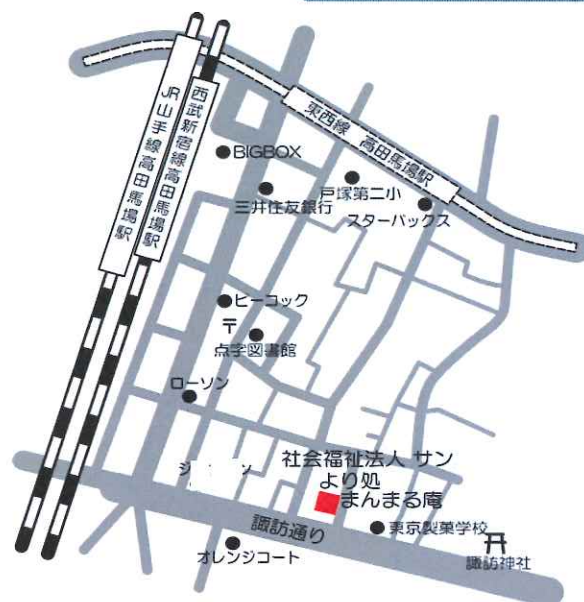 東西線 高田馬場駅
西武新宿線高田馬場駅
JR山手線高田馬場駅
BIGBOX
戸塚第二小
三井住友銀行
スターバックス
ヒーコック
〒
点字図書館
ローソン
社会福祉法人 サン
より処
まんまる庵
諏訪通り
東京製菓学校
オレンジコート
諏訪神社